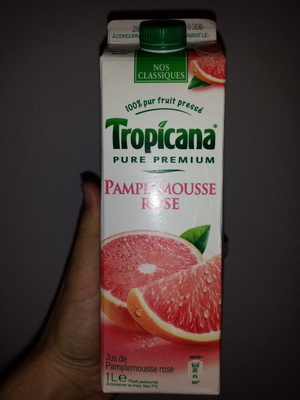 NOS
CLASSIQUES
100% pur fruit pressé
Tropicana
PURE PREMIUM
PAMPLEMOUSSE
ROSE
Jus de
Pamplemousse rose
1L e